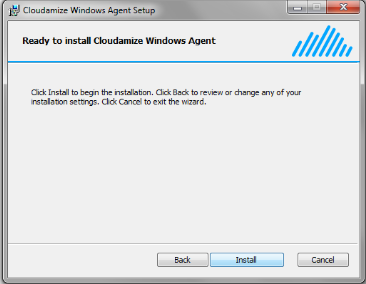 Cloudamize Windows Agent Setup
Ready to install Cloudamize Windows Agent
Click Install to begin the installation. Click Back to review or change any of your
installation settings. Click Cancel to exit the wizard.
Back Install Cancel